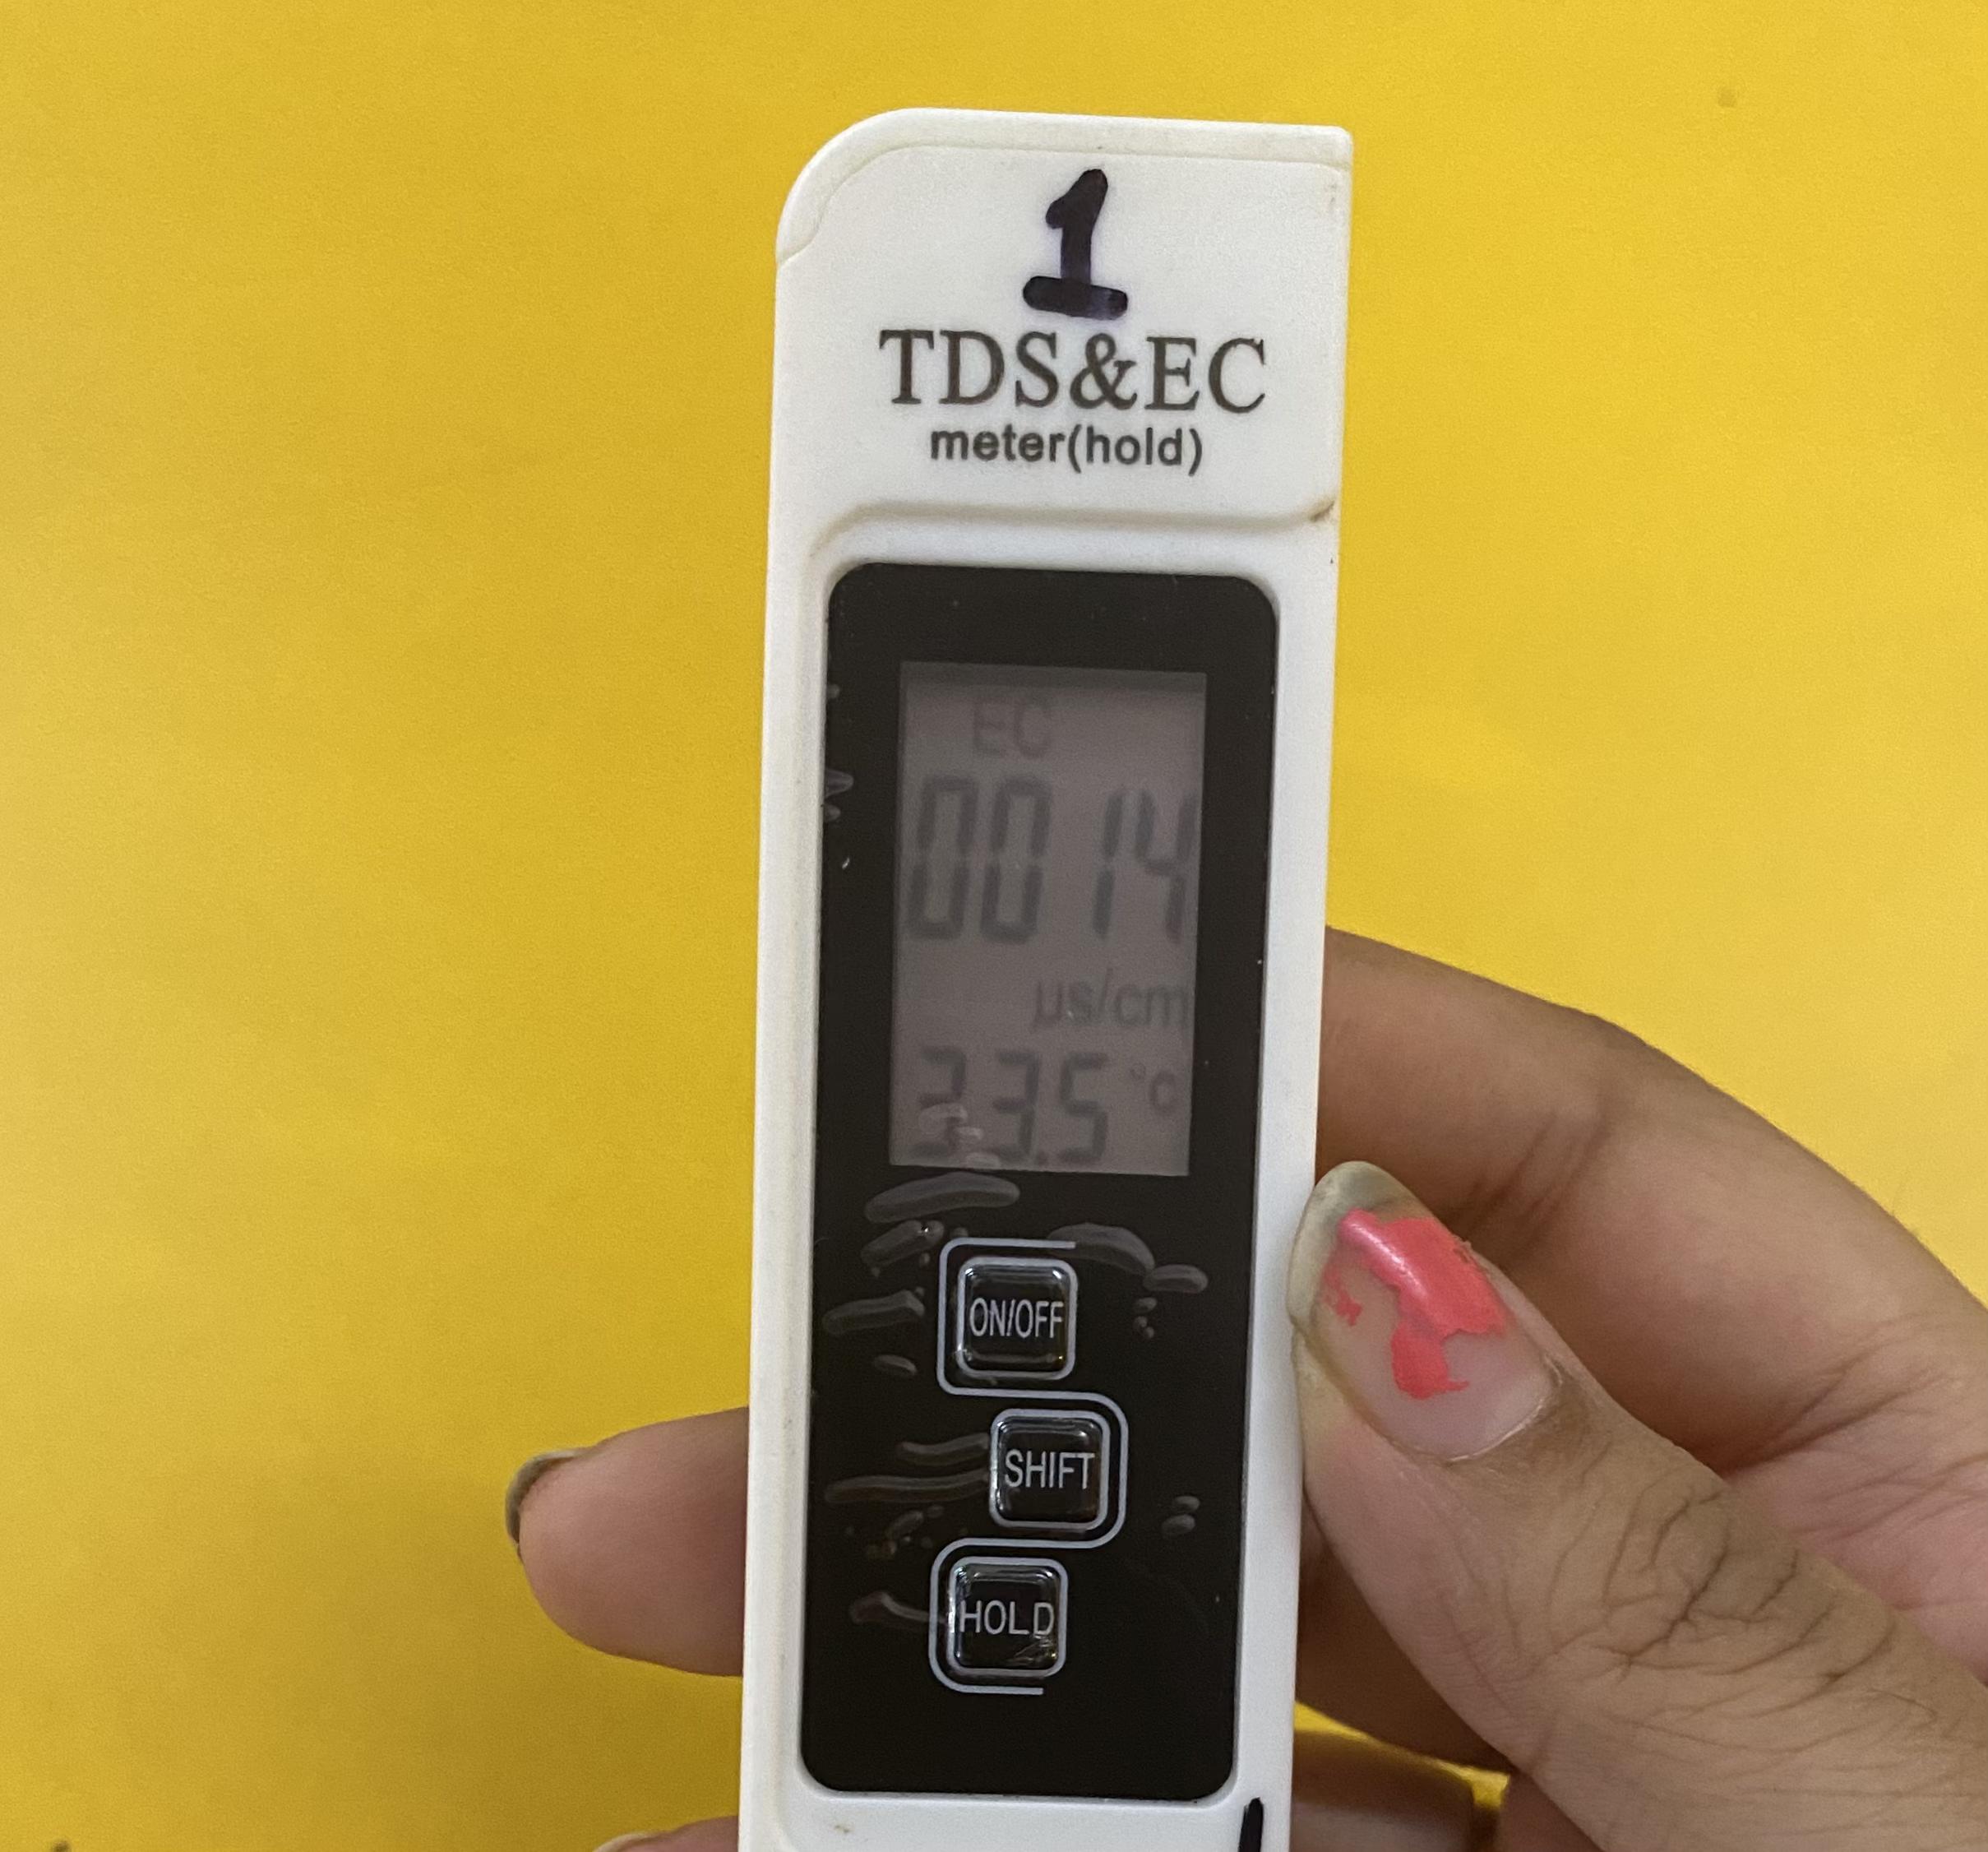 1
TDS&EC
meter(hold)
EC
0014
µs/cm
33.5 °C
ON/OFF
SHIFT
HOLD